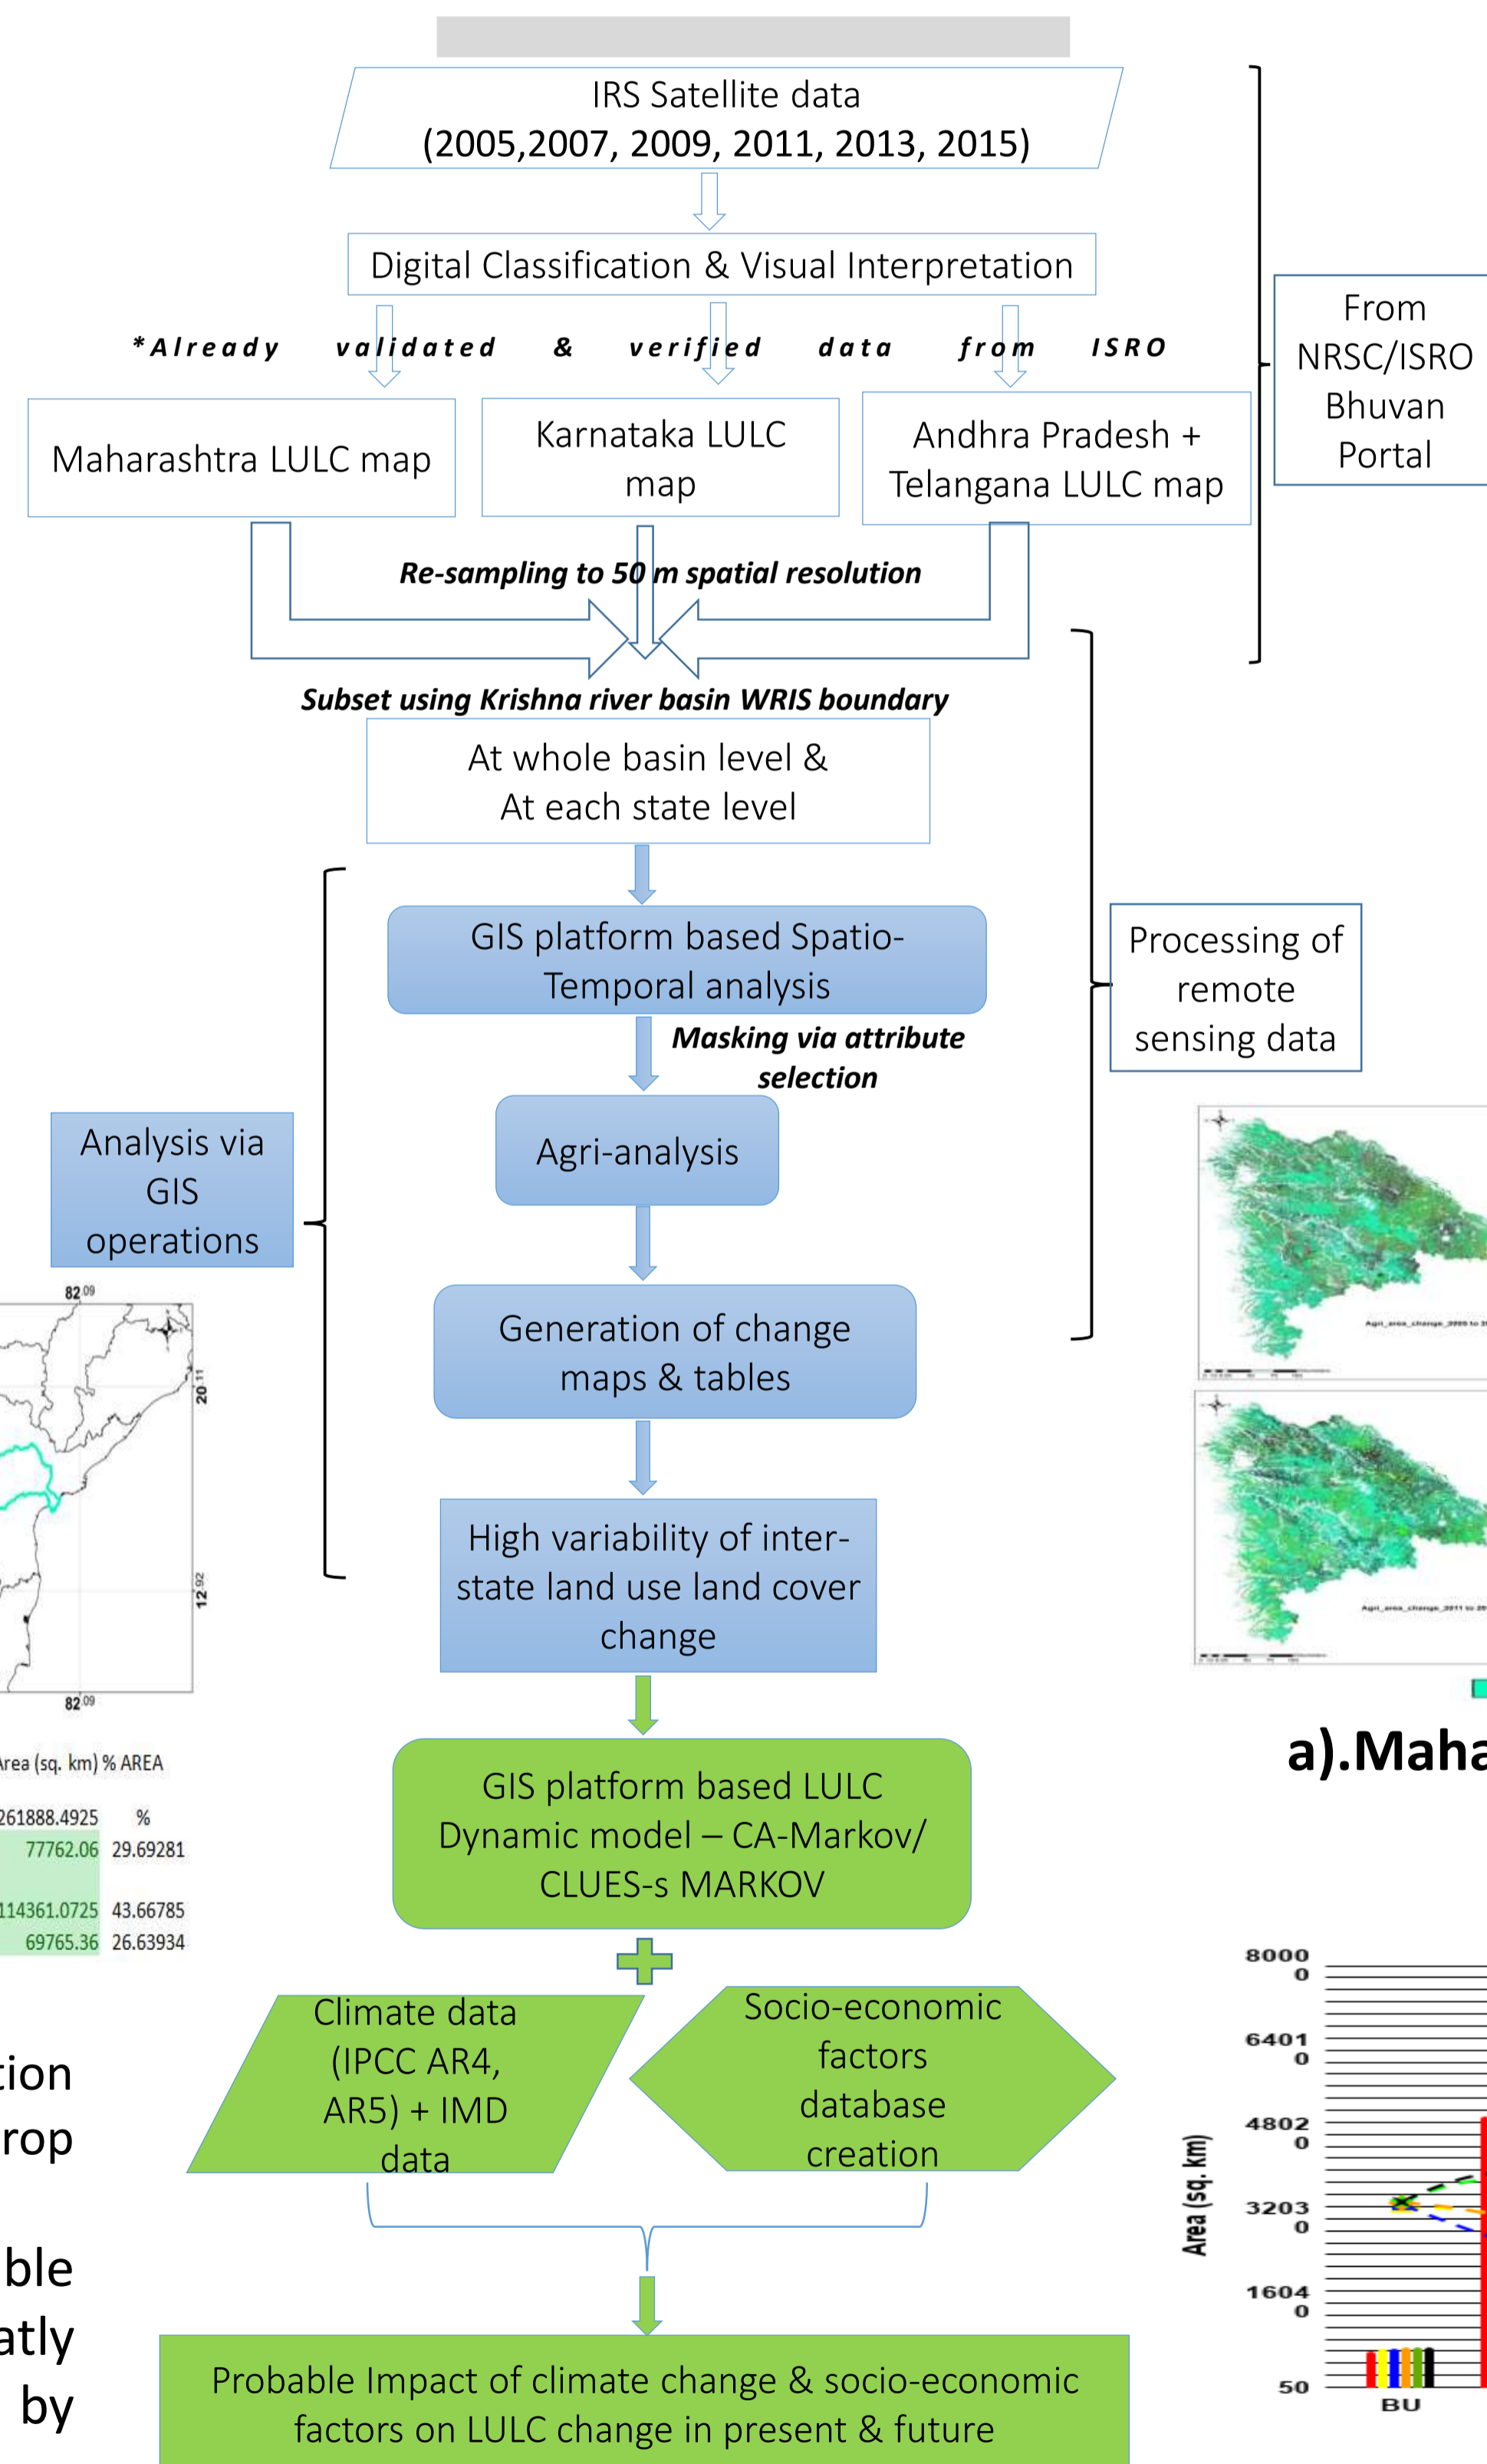 IRS Satellite data
(2005,2007, 2009, 2011, 2013, 2015)
Digital Classification & Visual Interpretation
*Already validated & verified data from ISRO
From
NRSC/ISRO
Bhuvan
Portal
Maharashtra LULC map
Karnataka LULC
map
Andhra Pradesh +
Telangana LULC map
Re-sampling to 50 m spatial resolution
Subset using Krishna river basin WRIS boundary
At whole basin level &
At each state level
GIS platform based Spatio-
Temporal analysis
Processing of
remote
sensing data
Masking via attribute
selection
Agri-analysis
Analysis via
GIS
operations
Generation of change
maps & tables
High variability of inter-
state land use land cover
change
82.09
20.11
12.92
82.09
Area (sq. km) % AREA
261888.4925 %
77762.06 29.69281
114361.0725 43.66785
69765.36 26.63934
a).Maha
GIS platform based LULC
Dynamic model – CA-Markov/
CLUES-s MARKOV
Climate data
(IPCC AR4,
AR5) + IMD
data
Socio-economic
factors
database
creation
Probable Impact of climate change & socio-economic
factors on LULC change in present & future
tion
rop
ble
atly
by
Area (sq. km)
8000
0
6401
0
4802
0
3203
0
1604
0
50
BU